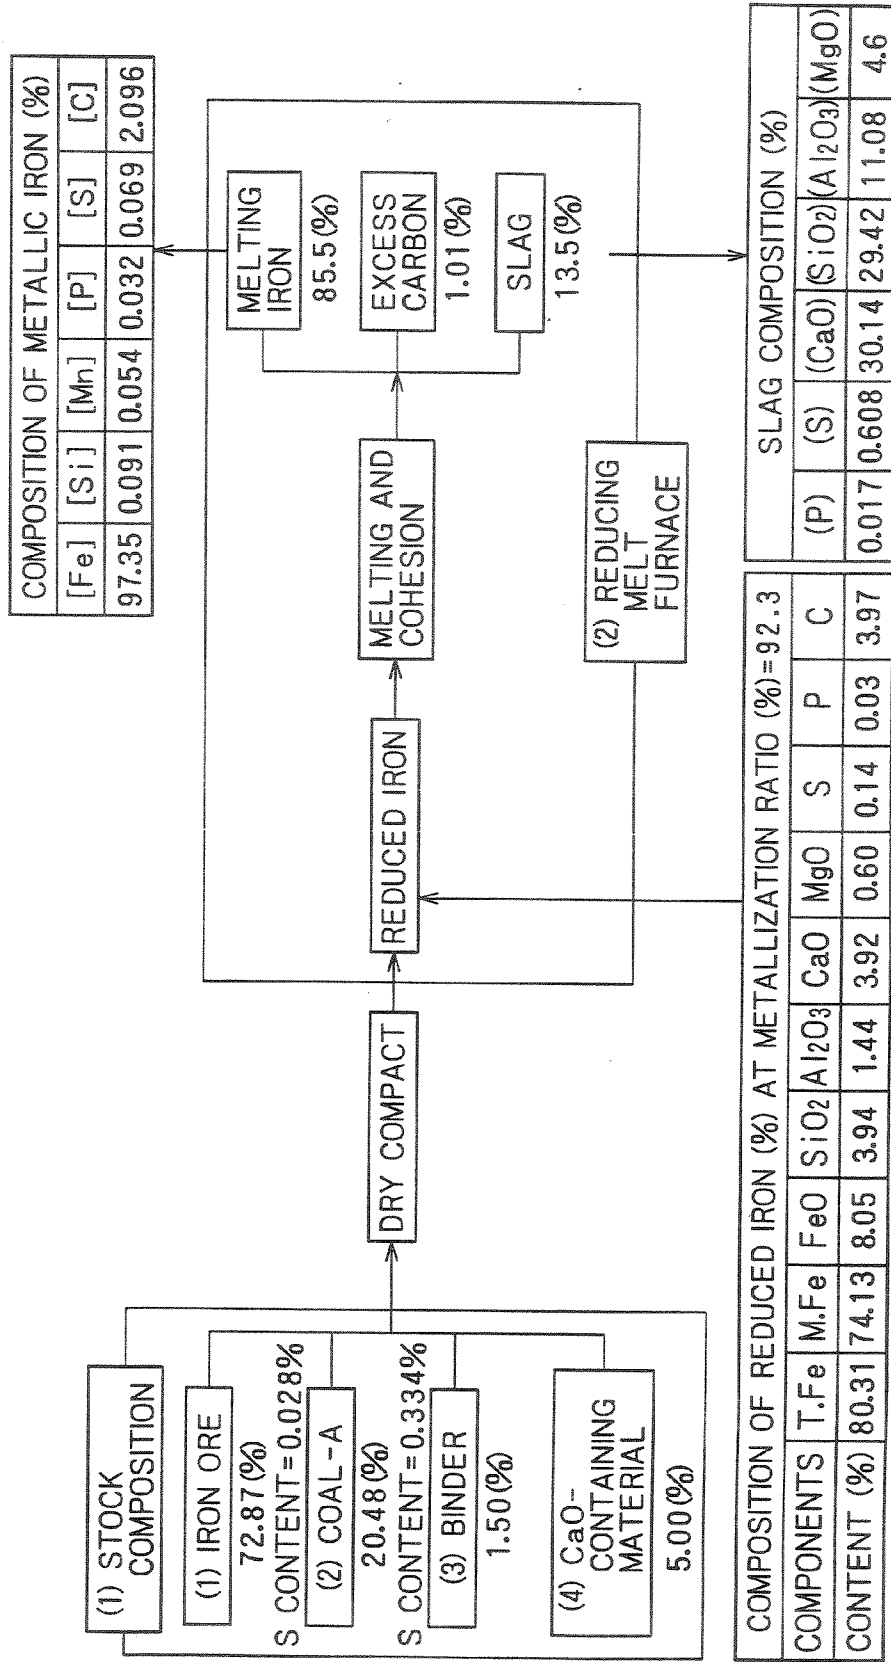 COMPOSITION OF METALLIC IRON (%)
[Fe] [Si] [Mn] [P] [S] [C]
97.35 0.091 0.054 0.032 0.069 2.096
(1) STOCK
COMPOSITION
(1) IRON ORE
72.87(%)
S CONTENT=0.028%
(2) COAL-A
20.48(%)
S CONTENT=0.334%
(3) BINDER
1.50(%)
(4) CaO-
CONTAINING
MATERIAL
5.00(%)
DRY COMPACT
REDUCED IRON
MELTING AND
COHESION
MELTING
IRON
85.5(%)
EXCESS
CARBON
1.01(%)
SLAG
13.5(%)
(2) REDUCING
MELT
FURNACE
COMPOSITION OF REDUCED IRON (%) AT METALLIZATION RATIO (%)=92.3
COMPONENTS T.Fe M.Fe FeO SiO2 Al2O3 CaO MgO S P C
CONTENT (%) 80.31 74.13 8.05 3.94 1.44 3.92 0.60 0.14 0.03 3.97
SLAG COMPOSITION (%)
(P) (S) (CaO) (SiO2) (Al2O3) (MgO)
0.017 0.608 30.14 29.42 11.08 4.6